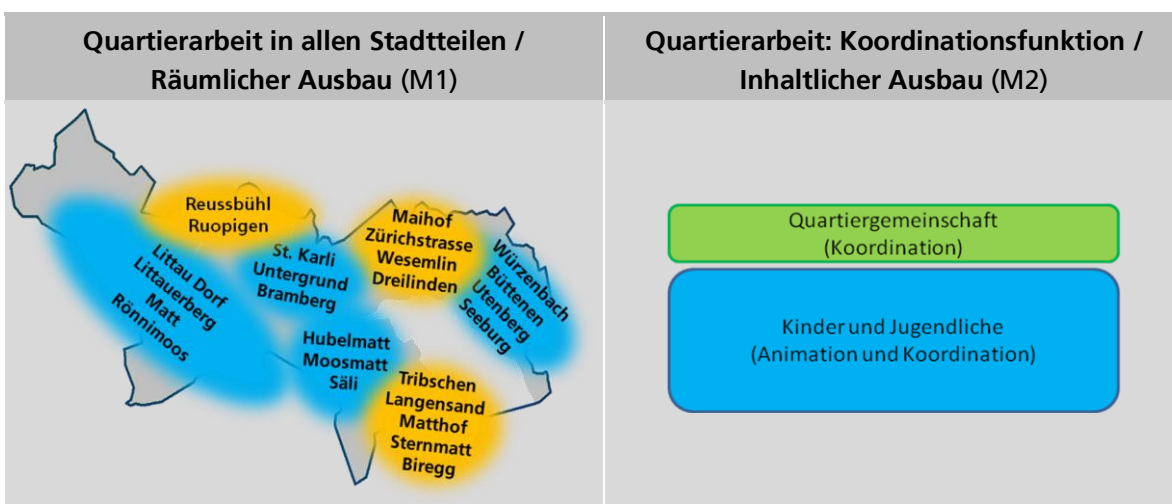 Quartierarbeit in allen Stadtteilen /
Räumlicher Ausbau (M1)
Quartierarbeit: Koordinationsfunktion /
Inhaltlicher Ausbau (M2)
Reussbühl
Ruopigen
Littau Dorf
Littauerberg
Matt
Rönnimoos
St. Karli
Untergrund
Bramberg
Maihof
Zürichstrasse
Wesemlin
Dreilinden
Würzenbach
Büttenen
Utenberg
Seeburg
Hubelmatt
Moosmatt
Säli
Tribschen
Langensand
Matthof
Sternmatt
Biregg
Quartiergemeinschaft
(Koordination)
Kinder und Jugendliche
(Animation und Koordination)